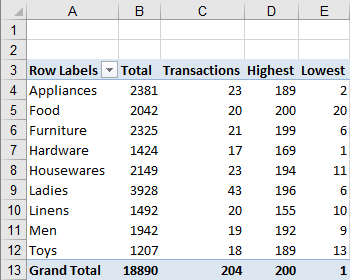 A B C D E
1
2
3 Row Labels Total Transactions Highest Lowest
4 Appliances 2381 23 189 2
5 Food 2042 20 200 20
6 Furniture 2325 21 199 6
7 Hardware 1424 17 169 1
8 Housewares 2149 23 194 11
9 Ladies 3928 43 196 6
10 Linens 1492 20 155 10
11 Men 1942 19 192 9
12 Toys 1207 18 189 13
13 Grand Total 18890 204 200 1